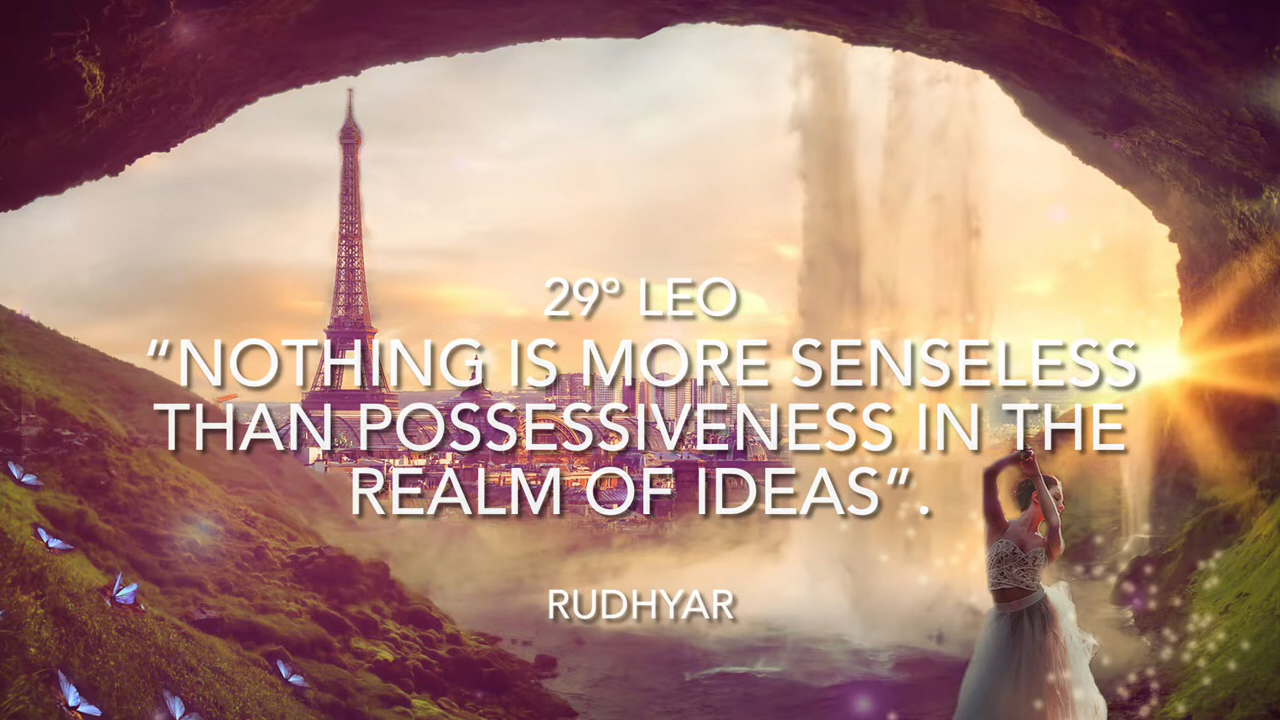 29° LEO
“NOTHING IS MORE SENSELESS
THAN POSSESSIVENESS IN THE
REALM OF IDEAS”.
RUDHYAR